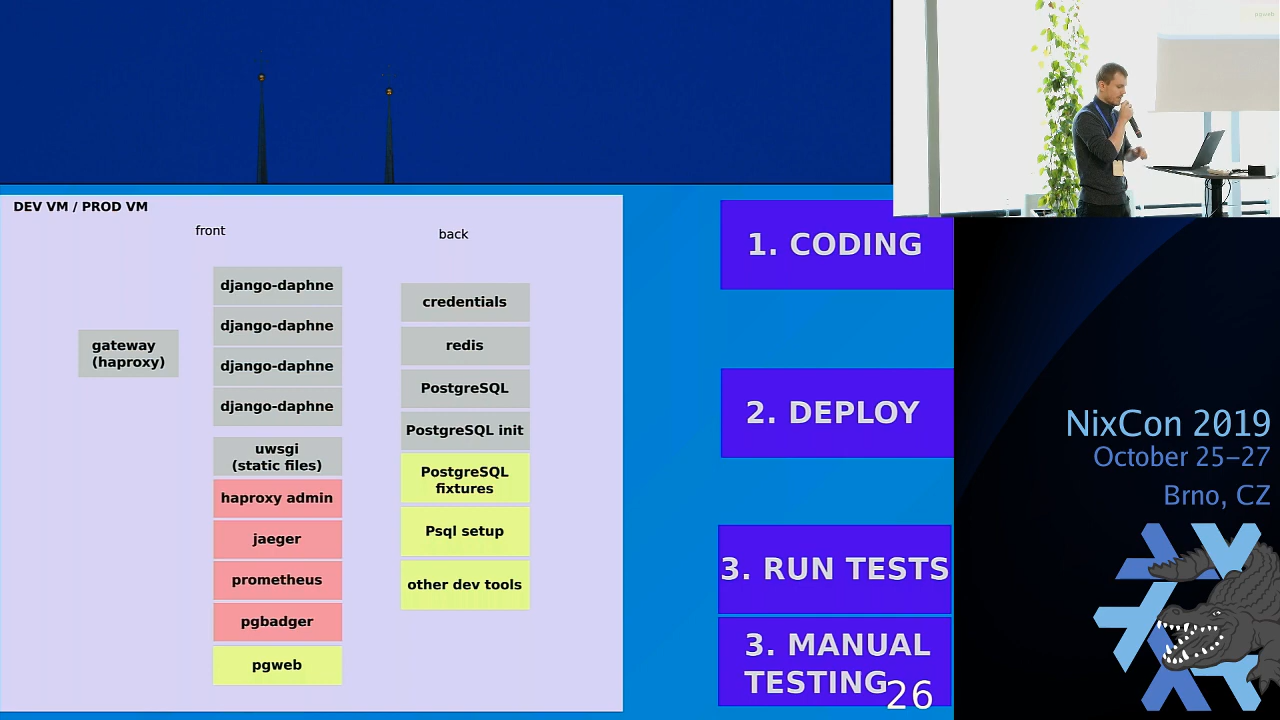 pgweb
DEV VM / PROD VM
front
back
gateway
(haproxy)
django-daphne
django-daphne
django-daphne
django-daphne
uwsgi
(static files)
haproxy admin
jaeger
prometheus
pgbadger
pgweb
credentials
redis
PostgreSQL
PostgreSQL init
PostgreSQL
fixtures
Psql setup
other dev tools
1. CODING
2. DEPLOY
3. RUN TESTS
3. MANUAL
TESTING
26
NixCon 2019
October 25–27
Brno, CZ